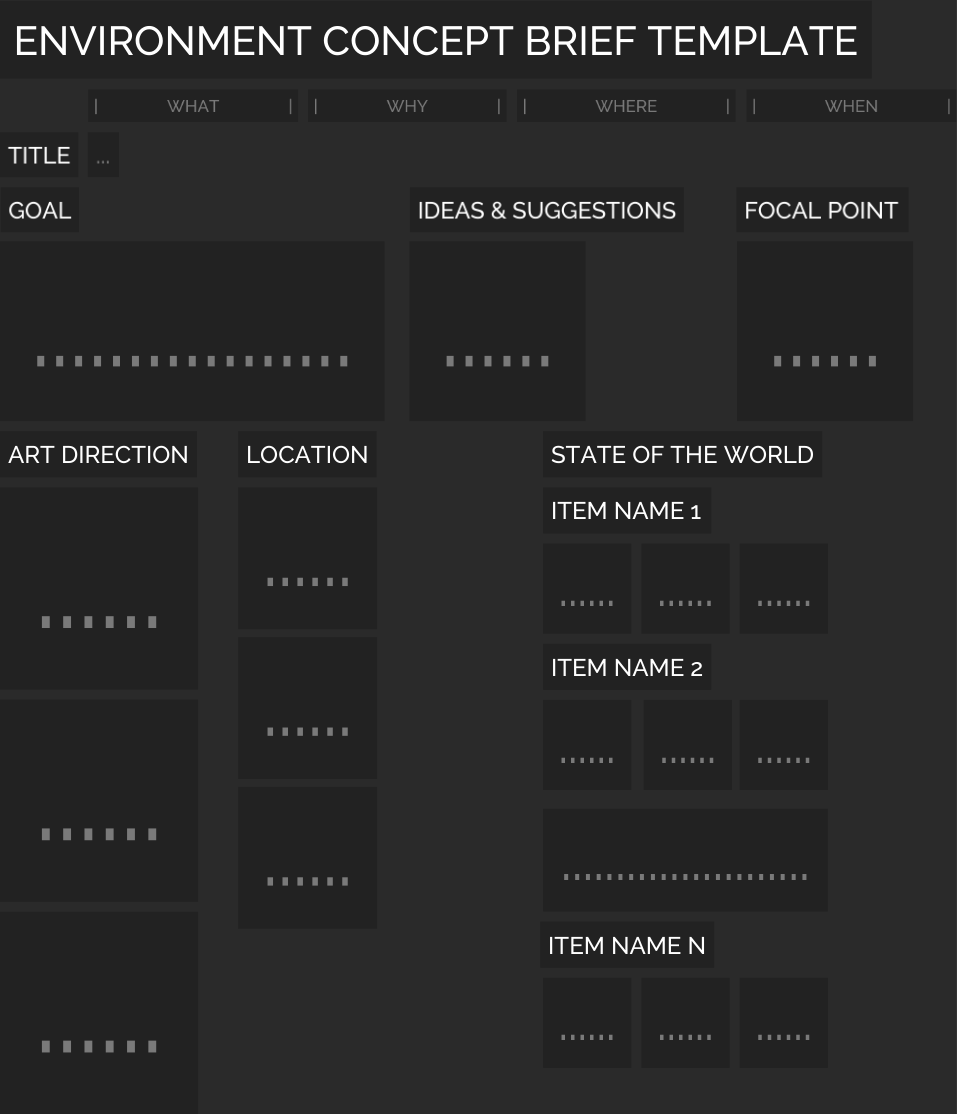 ENVIRONMENT CONCEPT BRIEF TEMPLATE
| WHAT | | WHY | | WHERE | | WHEN |
TITLE ...
GOAL IDEAS & SUGGESTIONS FOCAL POINT
................. ...... ......
ART DIRECTION LOCATION STATE OF THE WORLD
ITEM NAME 1
...... ...... ......
......
......
ITEM NAME 2
......
...... ...... ......
......
.......................
......
ITEM NAME N
...... ...... ......
......